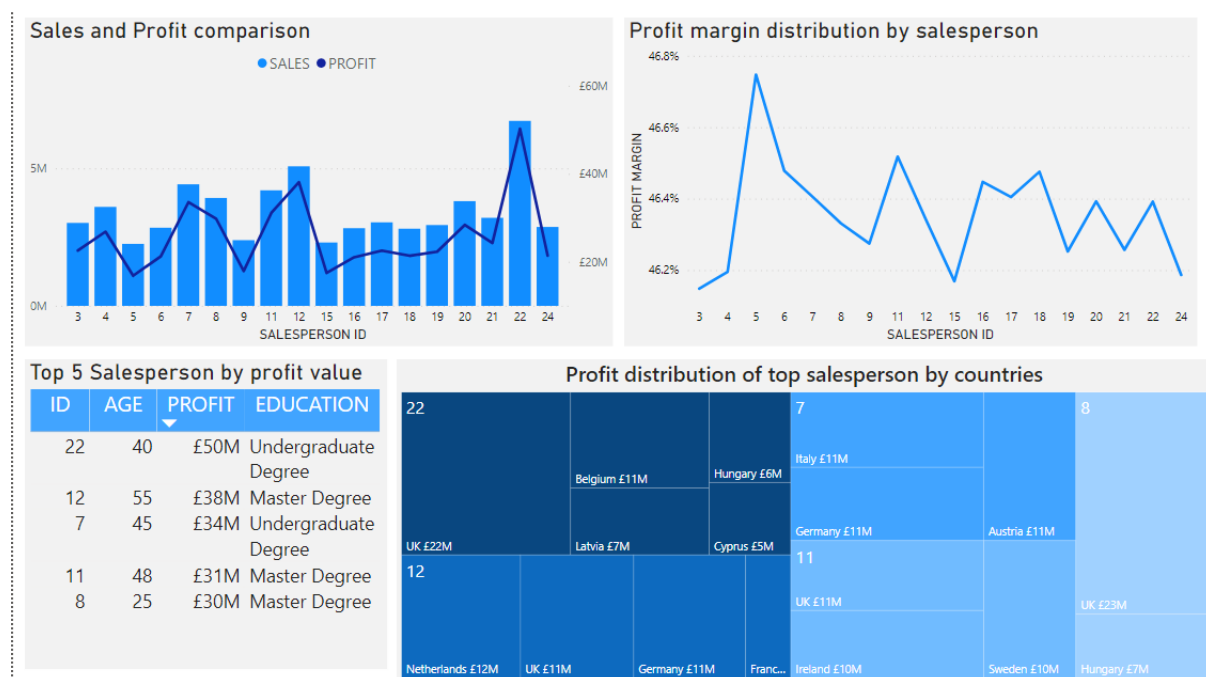 Sales and Profit comparison
SALES PROFIT
£60M
5M
£40M
£20M
0M
3 4 5 6 7 8 9 11 12 15 16 17 18 19 20 21 22 24
SALESPERSON ID
Profit margin distribution by salesperson
46.8%
46.6%
46.4%
46.2%
PROFIT MARGIN
3 4 5 6 7 8 9 11 12 15 16 17 18 19 20 21 22 24
SALESPERSON ID
Top 5 Salesperson by profit value
ID AGE PROFIT EDUCATION
22 40 £50M Undergraduate
Degree
12 55 £38M Master Degree
7 45 £34M Undergraduate
Degree
11 48 £31M Master Degree
8 25 £30M Master Degree
Profit distribution of top salesperson by countries
22
UK £22M
Belgium £11M
Latvia £7M
Hungary £6M
Cyprus £5M
12
Netherlands £12M
UK £11M
Germany £11M
Franc...
7
Italy £11M
Germany £11M
Austria £11M
11
UK £11M
Ireland £10M
Sweden £10M
8
UK £23M
Hungary £7M